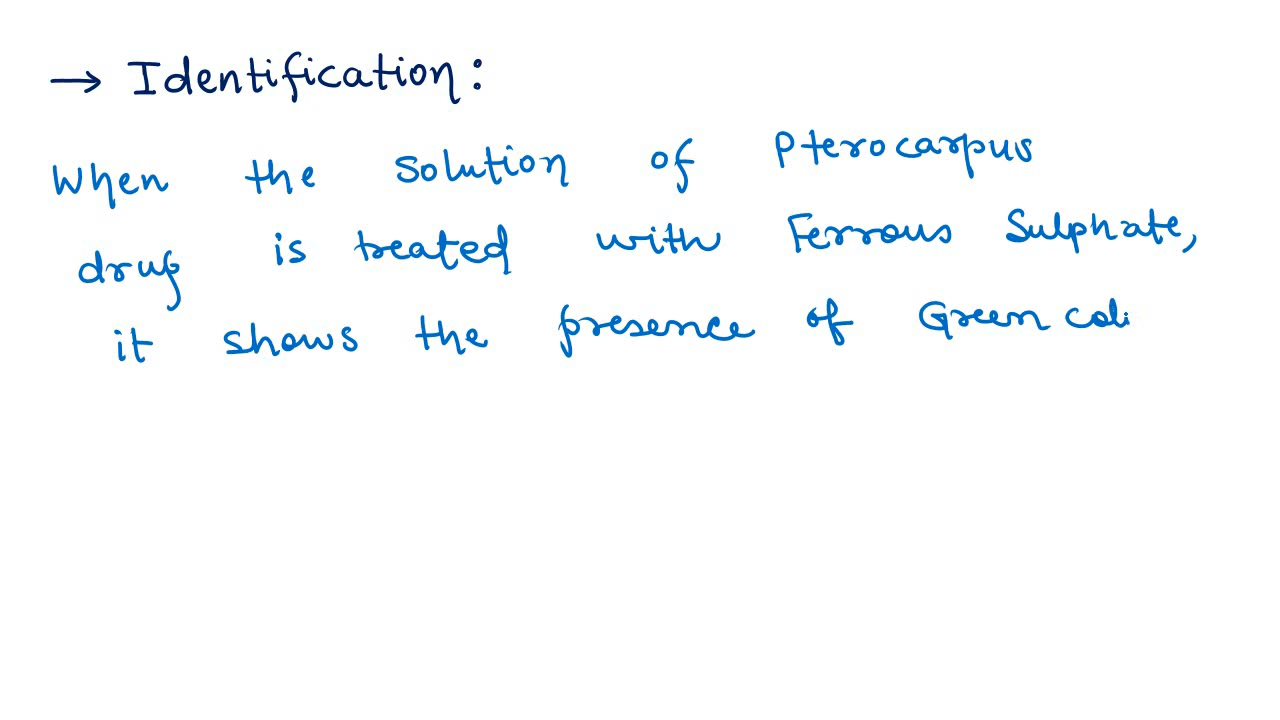 → Identification:
When the solution of Pterocarpus
drug is treated with Ferrous Sulphate,
it shows the presence of Green